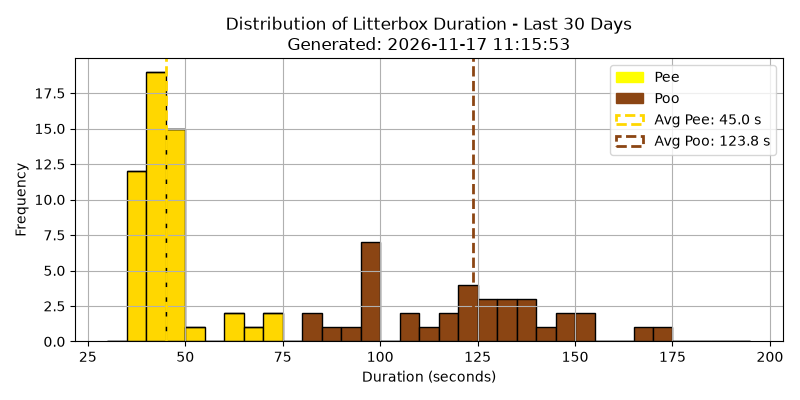 Distribution of Litterbox Duration - Last 30 Days
Generated: 2026-11-17 11:15:53
Pee
Poo
Avg Pee: 45.0 s
Avg Poo: 123.8 s
Frequency
17.5
15.0
12.5
10.0
7.5
5.0
2.5
0.0
25 50 75 100 125 150 175 200
Duration (seconds)